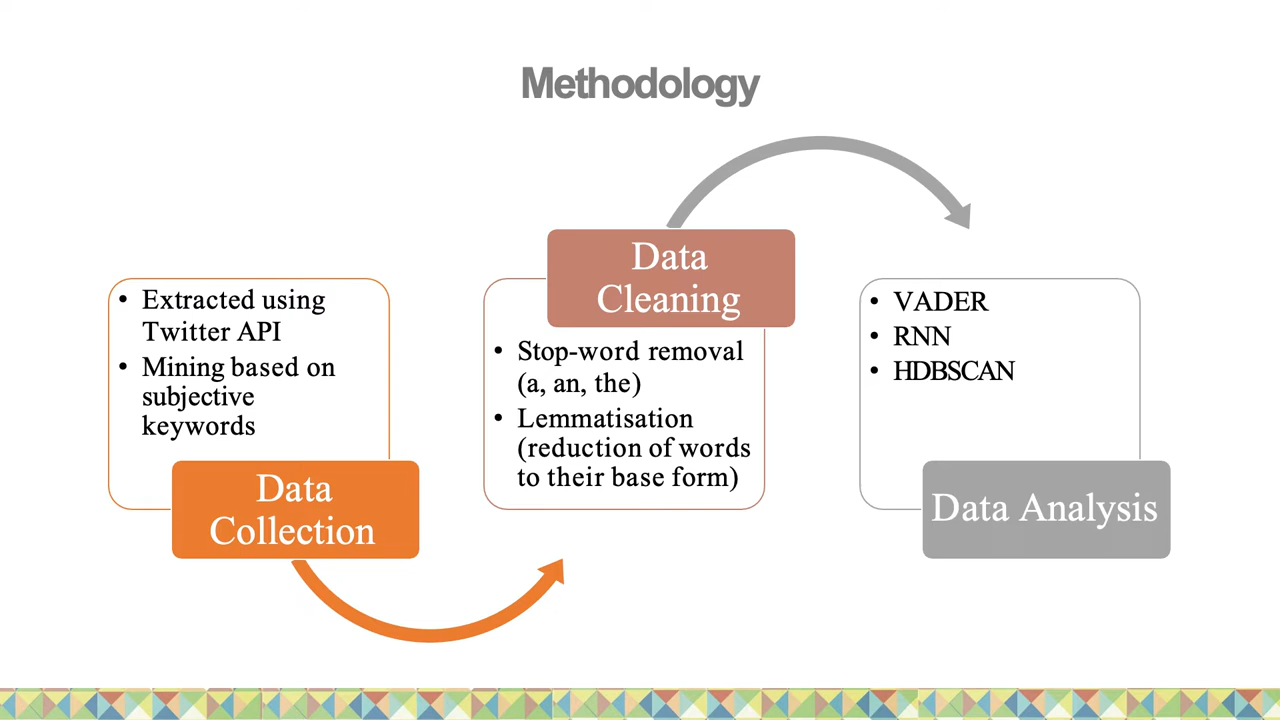 Methodology
• Extracted using
Twitter API
• Mining based on
subjective
keywords
Data
Collection
Data
Cleaning
• Stop-word removal
(a, an, the)
• Lemmatisation
(reduction of words
to their base form)
• VADER
• RNN
• HDBSCAN
Data Analysis